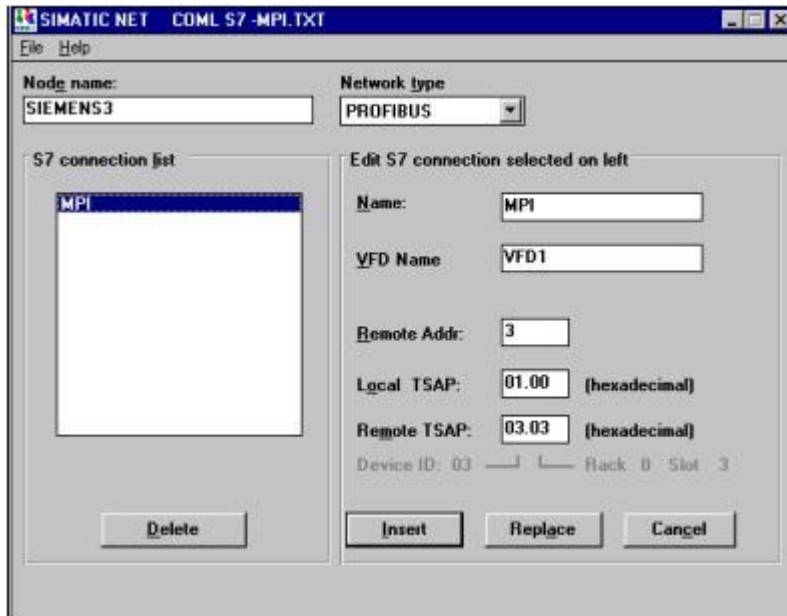 SIMATIC NET COML S7 -MPI.TXT
File Help
Node name:
SIEMENS3
Network type
PROFIBUS
S7 connection list
MPI
Delete
Edit S7 connection selected on left
Name: MPI
VFD Name VFD1
Remote Addr: 3
Local TSAP: 01.00 (hexadecimal)
Remote TSAP: 03.03 (hexadecimal)
Device ID: 03 Rack 0 Slot 3
Insert Replace Cancel